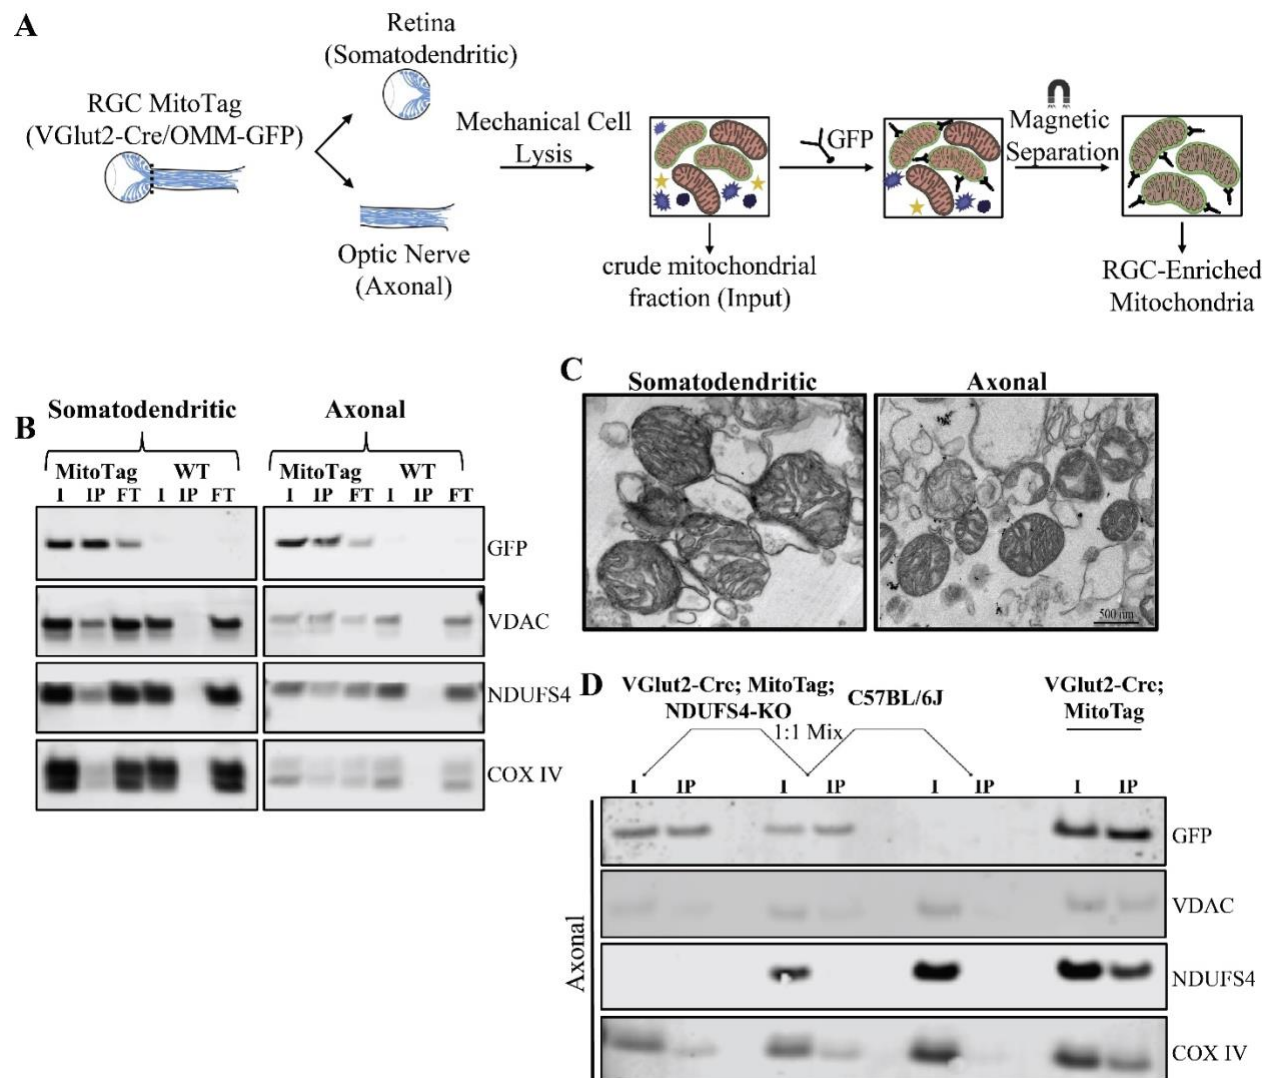 A
RGC MitoTag
(VGlut2-Cre/OMM-GFP)
Retina
(Somatodendritic)
Optic Nerve
(Axonal)
Mechanical Cell
Lysis
crude mitochondrial
fraction (Input)
GFP
Magnetic
Separation
RGC-Enriched
Mitochondria
B
Somatodendritic Axonal
MitoTag WT MitoTag WT
I IP FT I IP FT I IP FT I IP FT
GFP
VDAC
NDUFS4
COX IV
C
Somatodendritic Axonal
500 nm
D
VGlut2-Cre; MitoTag;
NDUFS4-KO
C57BL/6J
1:1 Mix
VGlut2-Cre;
MitoTag
I IP I IP I IP I IP
Axonal
GFP
VDAC
NDUFS4
COX IV